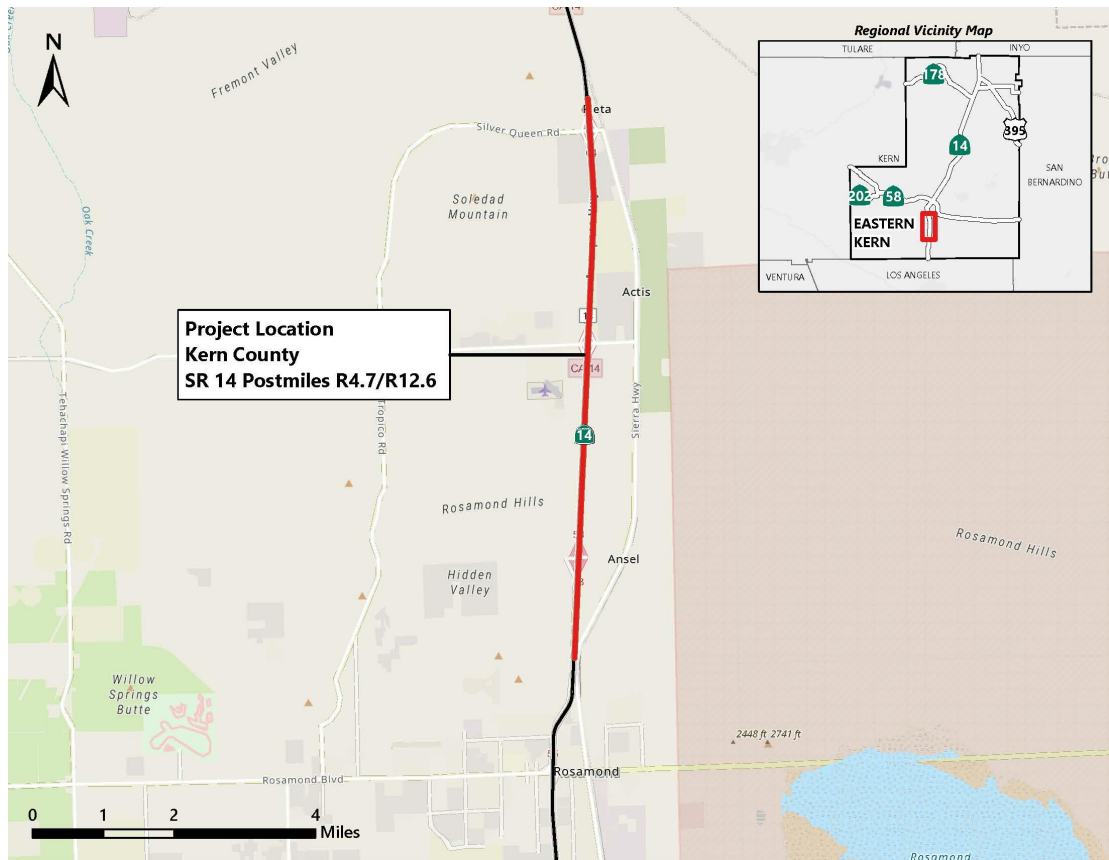 N
Oak Creek
Fremont Valley
Silver Queen Rd
Soledad
Mountain
Oak Creek
Actis
Project Location
Kern County
SR 14 Postmiles R4.7/R12.6
14
Tehachapi Willow Springs Rd
Tropico Rd
Sierra Hwy
Rosamond Hills
Ansel
Rosamond Hills
Hidden
Valley
Willow
Springs
Butte
2448 ft 2741 ft
Rosamond Blvd
Rosamond
Rosamond
0 1 2 4
Miles
Regional Vicinity Map
TULARE
INYO
178
395
14
KERN
SAN
BERNARDINO
202
58
EASTERN
KERN
VENTURA
LOS ANGELES